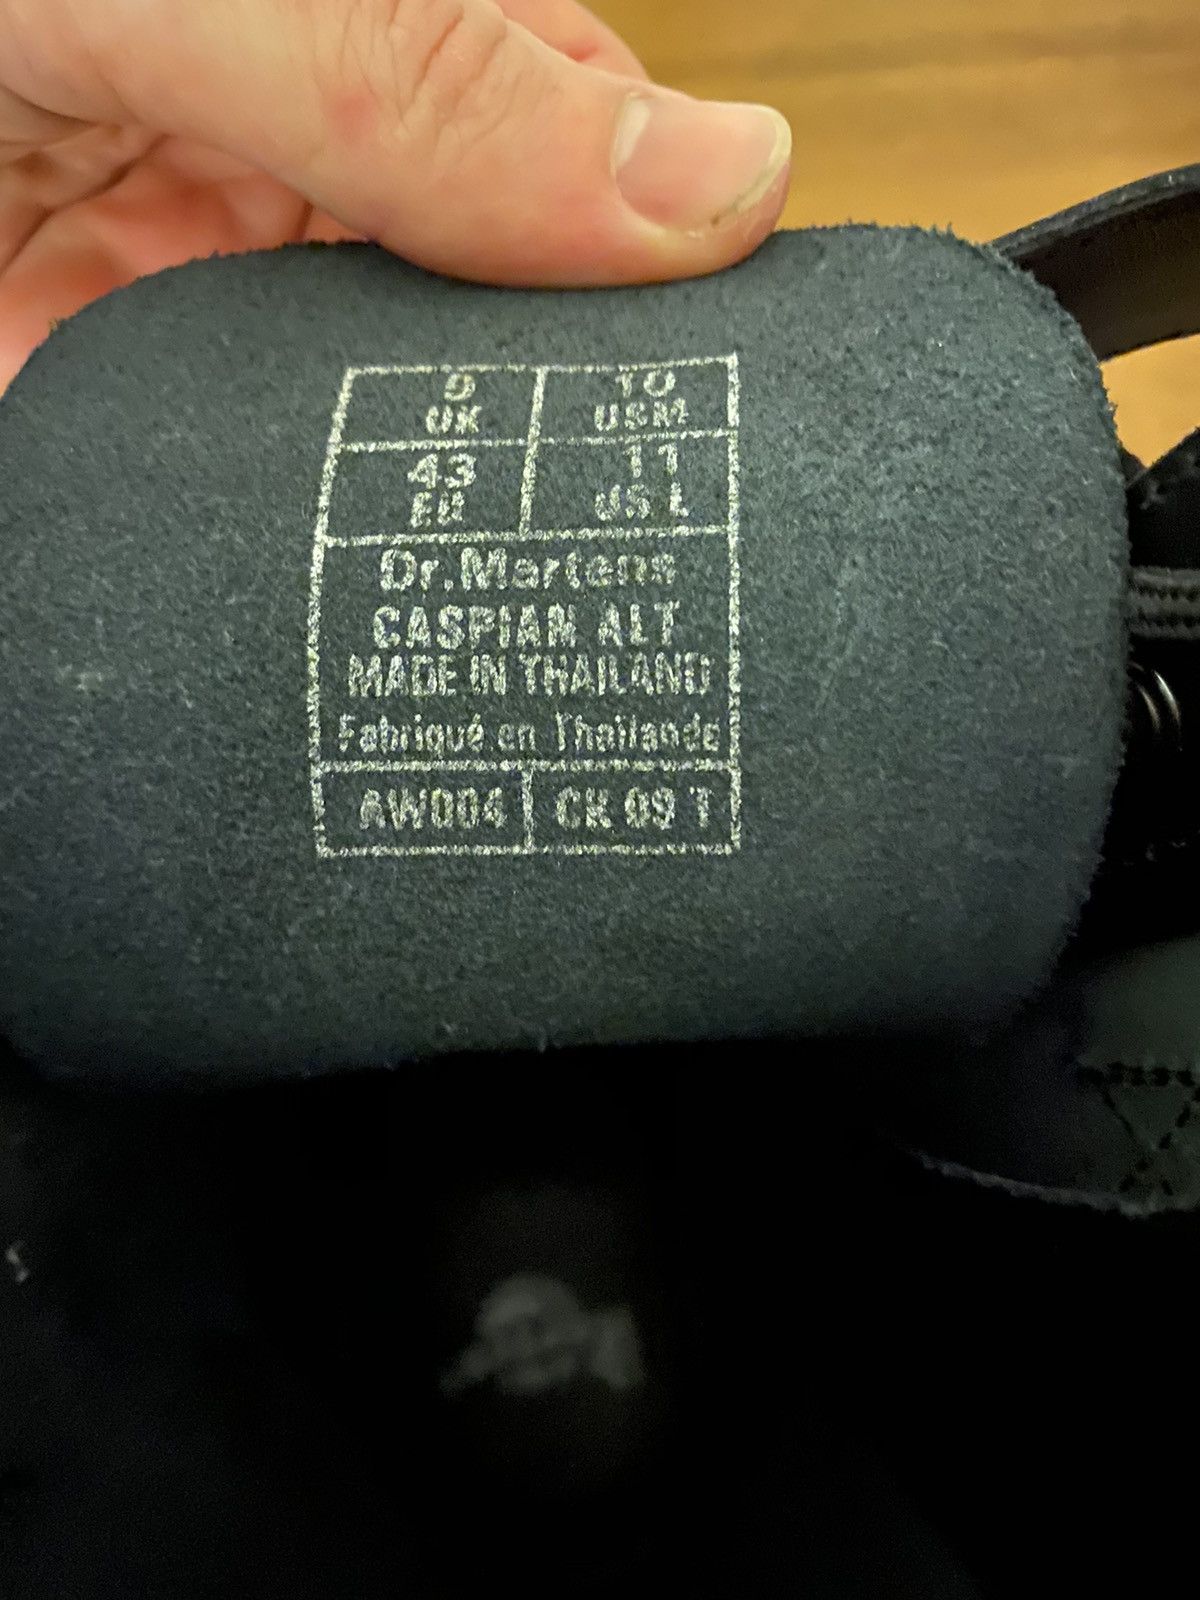 9 10
UK USM
43 11
EU US L
Dr.Martens
CASPIAN ALT
MADE IN THAILAND
Fabriqué en Thaïlande
AW004 CK 09 T